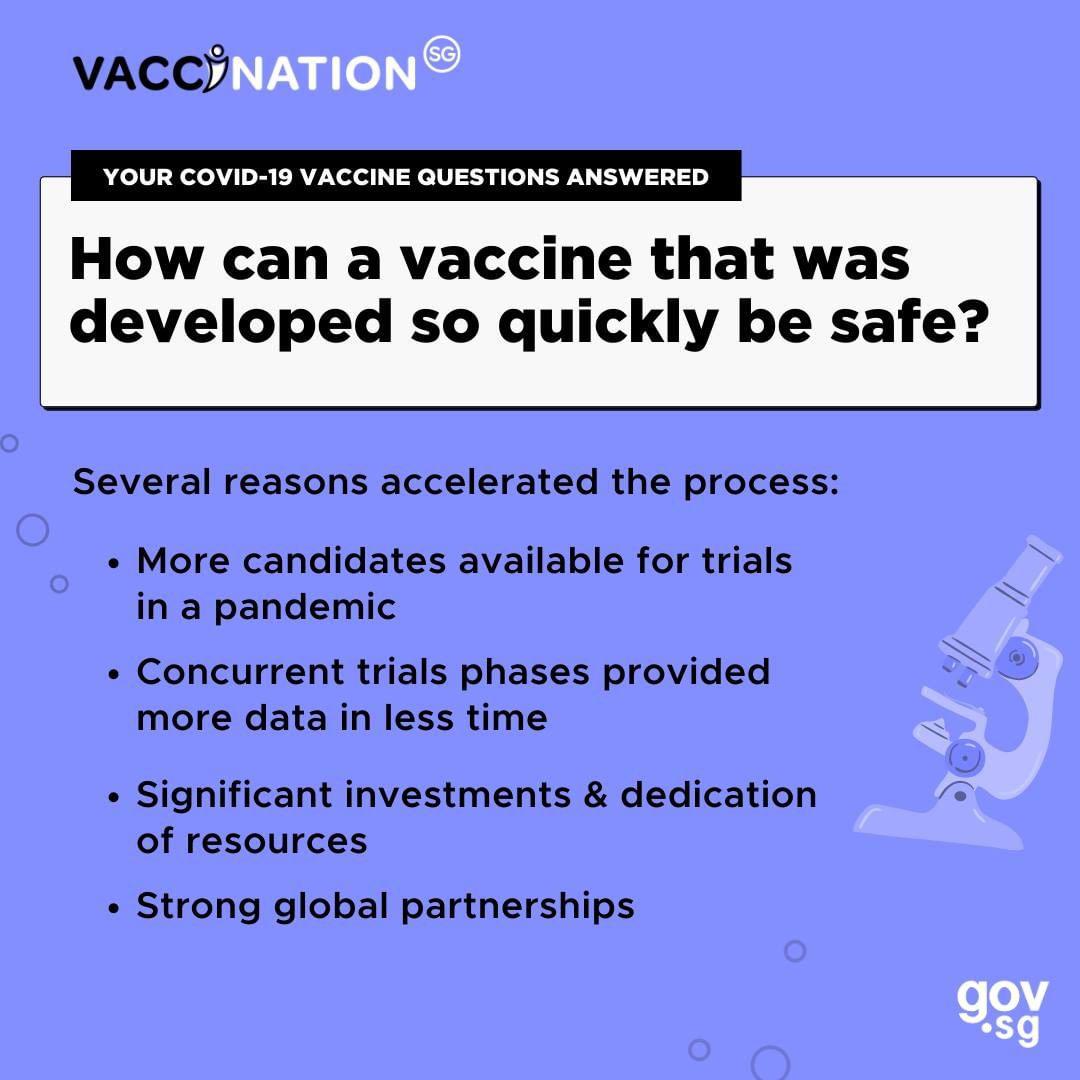 VACCINATION SG
YOUR COVID-19 VACCINE QUESTIONS ANSWERED
How can a vaccine that was
developed so quickly be safe?
Several reasons accelerated the process:
• More candidates available for trials
in a pandemic
• Concurrent trials phases provided
more data in less time
• Significant investments & dedication
of resources
• Strong global partnerships
gov
.sg